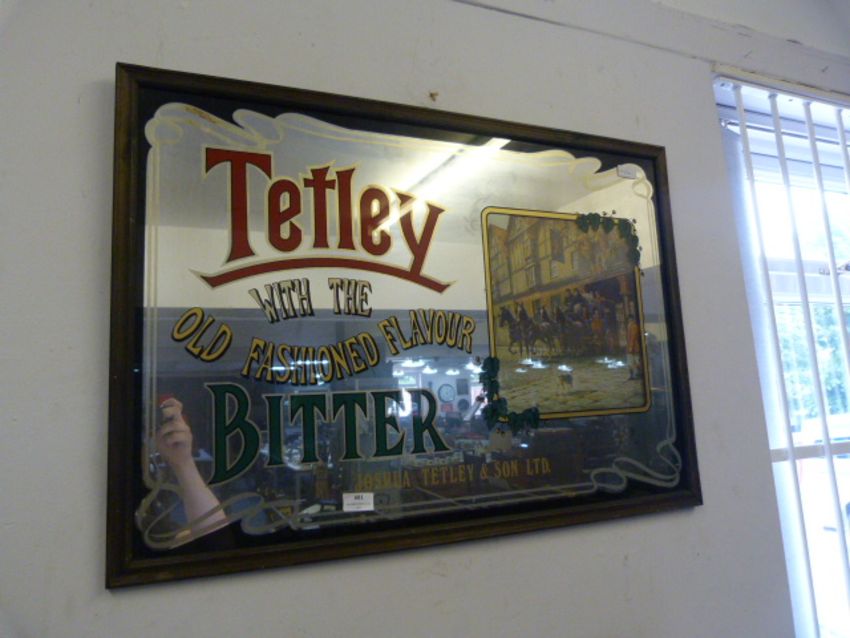 Tetley
WITH THE
OLD FASHIONED FLAVOUR
BITTER
JOSHUA TETLEY & SON LTD.